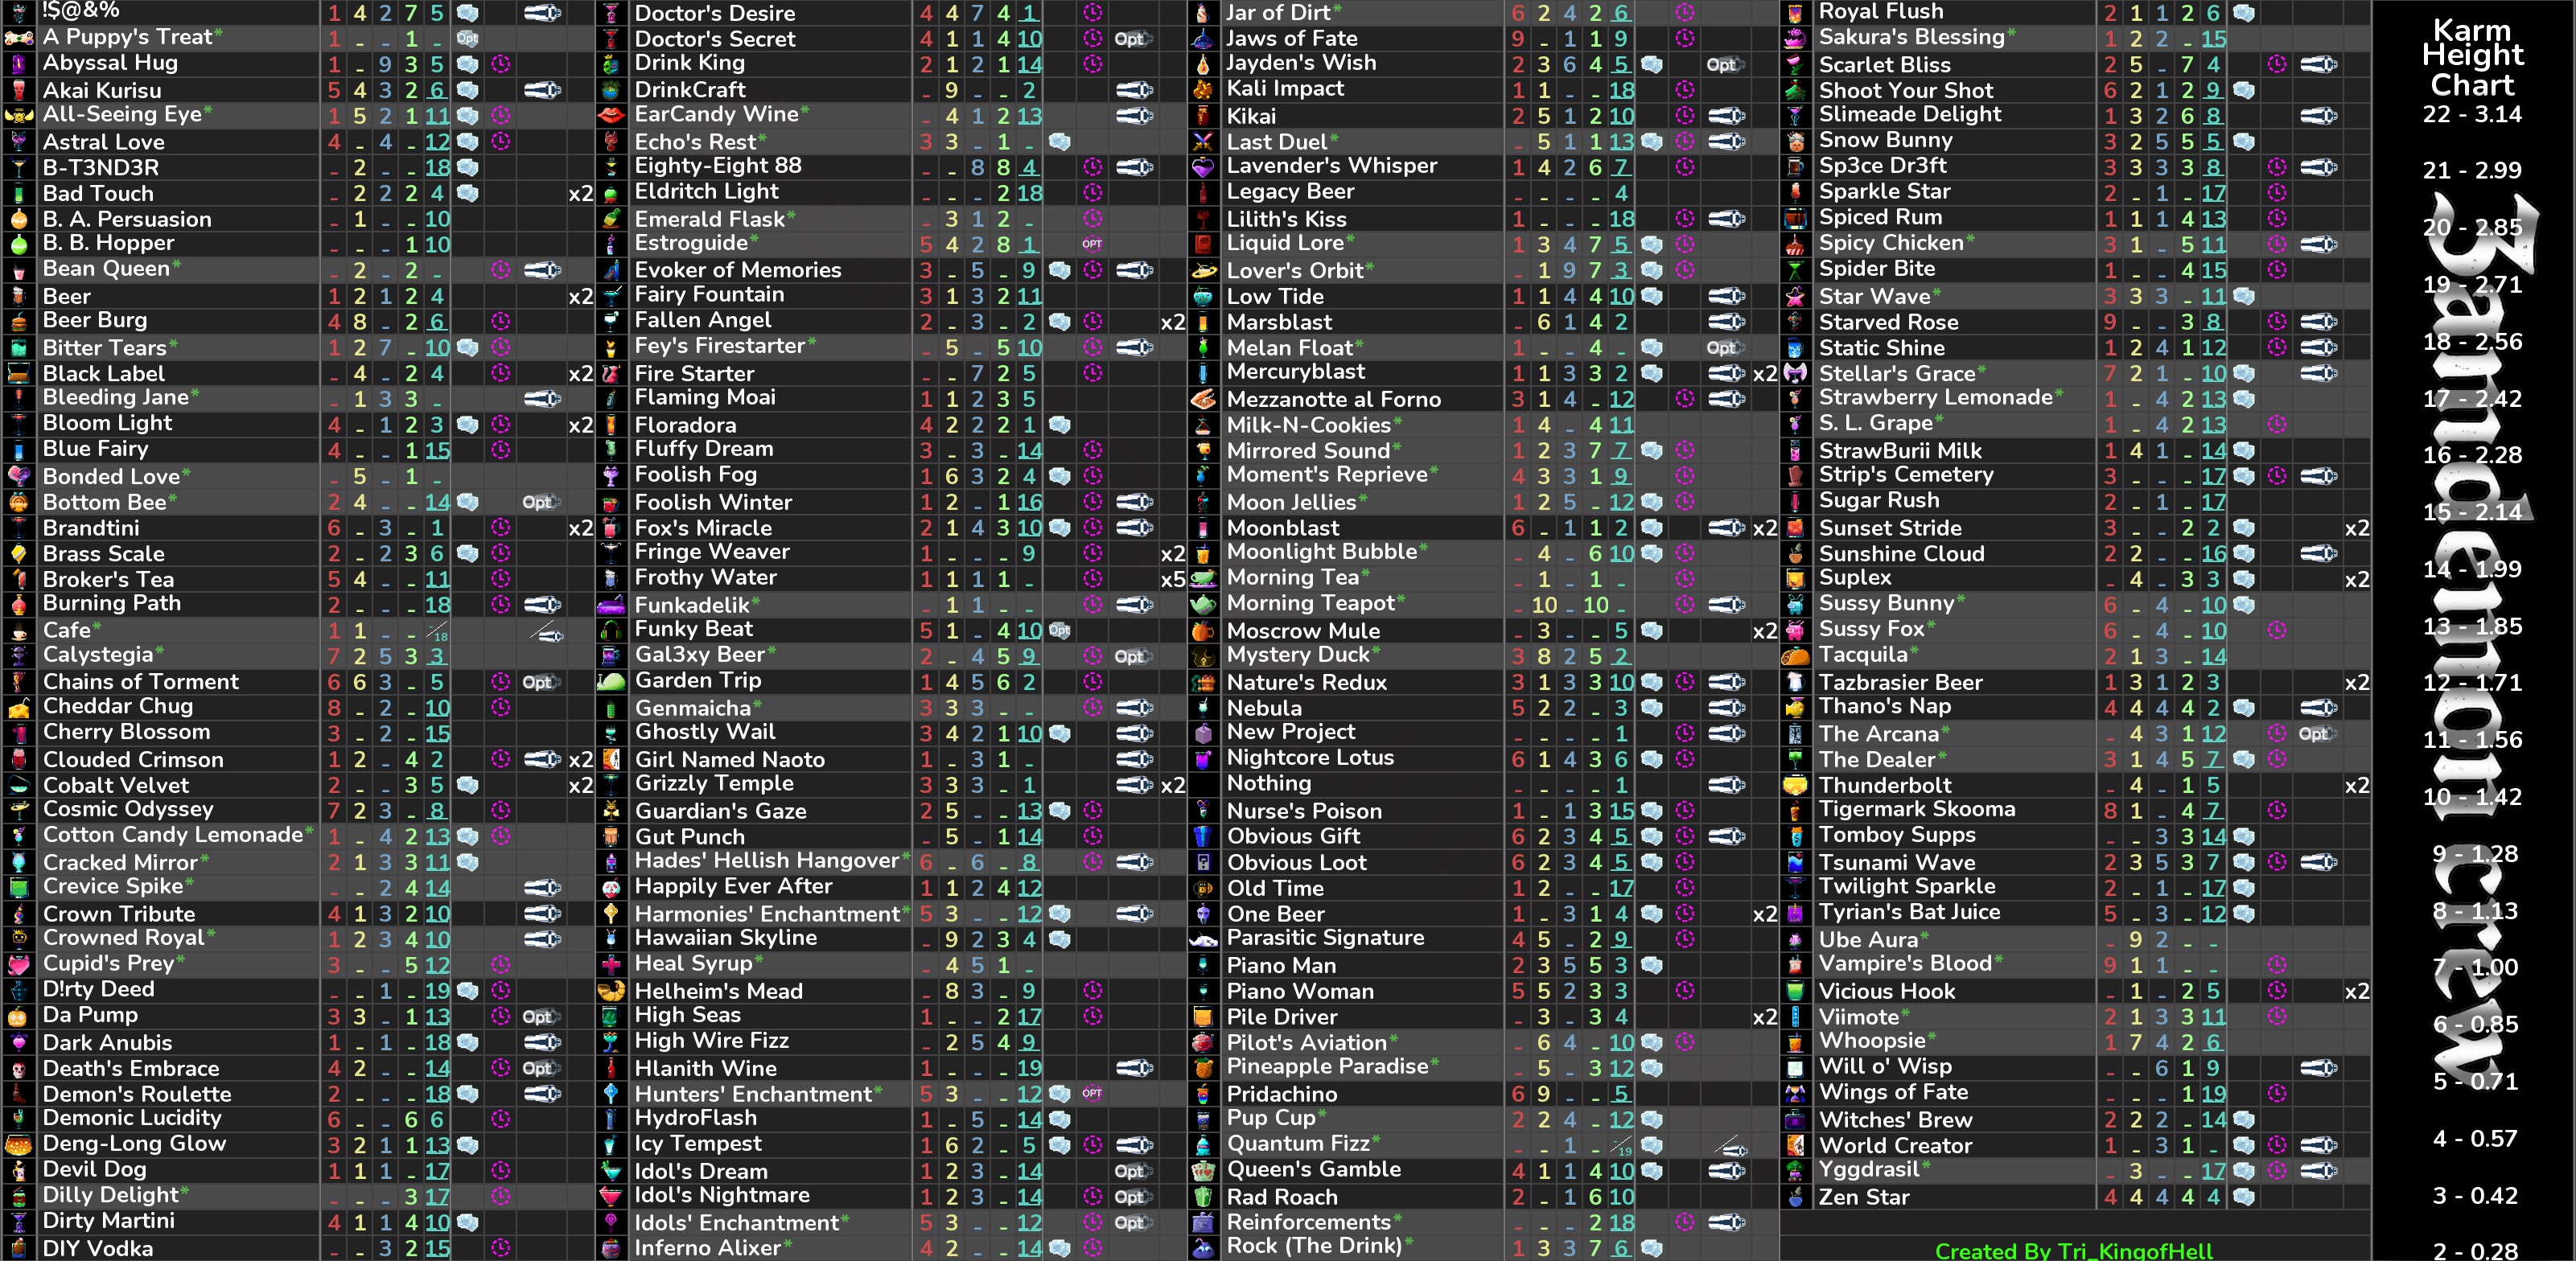 !$@&% 1 4 2 7 5
A Puppy's Treat* 1 - - 1 - Opt
Abyssal Hug 1 - 9 3 5
Akai Kurisu 5 4 3 2 6
All-Seeing Eye* 1 5 2 1 11
Astral Love 4 - 4 - 12
B-T3ND3R - 2 - - 18
Bad Touch - 2 2 2 4 x2
B. A. Persuasion - 1 - - 10
B. B. Hopper - - - 1 10
Bean Queen* - 2 - 2 -
Beer 1 2 1 2 4 x2
Beer Burg 4 8 - 2 6
Bitter Tears* 1 2 7 - 10
Black Label - 4 - 2 4 x2
Bleeding Jane* - 1 3 3 -
Bloom Light 4 - 1 2 3 x2
Blue Fairy 4 - - 1 15
Bonded Love* - 5 - 1 -
Bottom Bee* 2 4 - - 14 Opt
Brandtini 6 - 3 - 1 x2
Brass Scale 2 - 2 3 6
Broker's Tea 5 4 - - 11
Burning Path 2 - - - 18
Cafe* 1 1 - - -/18
Calystegia* 7 2 5 3 3
Chains of Torment 6 6 3 - 5 Opt
Cheddar Chug 8 - 2 - 10
Cherry Blossom 3 - 2 - 15
Clouded Crimson 1 2 - 4 2 x2
Cobalt Velvet 2 - - 3 5 x2
Cosmic Odyssey 7 2 3 - 8
Cotton Candy Lemonade* 1 - 4 2 13
Cracked Mirror* 2 1 3 3 11
Crevice Spike* - - 2 4 14
Crown Tribute 4 1 3 2 10
Crowned Royal* 1 2 3 4 10
Cupid's Prey* 3 - - 5 12
D!rty Deed - - 1 - 19
Da Pump 3 3 - 1 13 Opt
Dark Anubis 1 - 1 - 18
Death's Embrace 4 2 - - 14 Opt
Demon's Roulette 2 - - - 18
Demonic Lucidity 6 - - 6 6
Deng-Long Glow 3 2 1 1 13
Devil Dog 1 1 1 - 17
Dilly Delight* - - - 3 17
Dirty Martini 4 1 1 4 10
DIY Vodka - - 3 2 15
Doctor's Desire 4 4 7 4 1
Doctor's Secret 4 1 1 4 10 Opt
Drink King 2 1 2 1 14
DrinkCraft - 9 - - 2
EarCandy Wine* - 4 1 2 13
Echo's Rest* 3 3 - 1 -
Eighty-Eight 88 - - 8 8 4
Eldritch Light - - - 2 18
Emerald Flask* - 3 1 2 -
Estroguide* 5 4 2 8 1 OPT
Evoker of Memories 3 - 5 - 9
Fairy Fountain 3 1 3 2 11
Fallen Angel 2 - 3 - 2 x2
Fey's Firestarter* - 5 - 5 10
Fire Starter - - 7 2 5
Flaming Moai 1 1 2 3 5
Floradora 4 2 2 2 1
Fluffy Dream 3 - 3 - 14
Foolish Fog 1 6 3 2 4
Foolish Winter 1 2 - 1 16
Fox's Miracle 2 1 4 3 10
Fringe Weaver 1 - - - 9 x2
Frothy Water 1 1 1 1 - x5
Funkadelik* - 1 1 - -
Funky Beat 5 1 - 4 10 Opt
Gal3xy Beer* 2 - 4 5 9 Opt
Garden Trip 1 4 5 6 2
Genmaicha* 3 3 3 - -
Ghostly Wail 3 4 2 1 10
Girl Named Naoto 1 - 3 1 -
Grizzly Temple 3 3 3 - 1 x2
Guardian's Gaze 2 5 - - 13
Gut Punch - 5 - 1 14
Hades' Hellish Hangover* 6 - 6 - 8
Happily Ever After 1 1 2 4 12
Harmonies' Enchantment* 5 3 - - 12
Hawaiian Skyline - 9 2 3 4
Heal Syrup* - 4 5 1 -
Helheim's Mead - 8 3 - 9
High Seas 1 - - 2 17
High Wire Fizz - 2 5 4 9
Hlanith Wine 1 - - - 19
Hunters' Enchantment* 5 3 - - 12 OPT
HydroFlash 1 - 5 - 14
Icy Tempest 1 6 2 - 5
Idol's Dream 1 2 3 - 14 Opt
Idol's Nightmare 1 2 3 - 14 Opt
Idols' Enchantment* 5 3 - - 12 Opt
Inferno Alixer* 4 2 - - 14
Jar of Dirt* 6 2 4 2 6
Jaws of Fate 9 - 1 1 9
Jayden's Wish 2 3 6 4 5 Opt
Kali Impact 1 1 - - 18
Kikai 2 5 1 2 10
Last Duel* - 5 1 1 13
Lavender's Whisper 1 4 2 6 7
Legacy Beer - - - - 4
Lilith's Kiss 1 - - - 18
Liquid Lore* 1 3 4 7 5
Lover's Orbit* - 1 9 7 3
Low Tide 1 1 4 4 10
Marsblast - 6 1 4 2
Melan Float* 1 - - 4 - Opt
Mercuryblast 1 1 3 3 2 x2
Mezzanotte al Forno 3 1 4 - 12
Milk-N-Cookies* 1 4 - 4 11
Mirrored Sound* 1 2 3 7 7
Moment's Reprieve* 4 3 3 1 9
Moon Jellies* 1 2 5 - 12
Moonblast 6 - 1 1 2 x2
Moonlight Bubble* - 4 - 6 10
Morning Tea* - 1 - 1 -
Morning Teapot* - 10 - 10 -
Moscrow Mule - 3 - - 5 x2
Mystery Duck* 3 8 2 5 2
Nature's Redux 3 1 3 3 10
Nebula 5 2 2 - 3
New Project - - - - 1
Nightcore Lotus 6 1 4 3 6
Nothing - - - - 1
Nurse's Poison 1 - 1 3 15
Obvious Gift 6 2 3 4 5
Obvious Loot 6 2 3 4 5
Old Time 1 2 - - 17
One Beer 1 - 3 1 4 x2
Parasitic Signature 4 5 - 2 9
Piano Man 2 3 5 5 3
Piano Woman 5 5 2 3 3
Pile Driver - 3 - 3 4 x2
Pilot's Aviation* - 6 4 - 10
Pineapple Paradise* - 5 - 3 12
Pridachino 6 9 - - 5
Pup Cup* 2 2 4 - 12
Quantum Fizz* - - 1 - -/19
Queen's Gamble 4 1 1 4 10
Rad Roach 2 - 1 6 10
Reinforcements* - - - 2 18
Rock (The Drink)* 1 3 3 7 6
Royal Flush 2 1 1 2 6
Sakura's Blessing* 1 2 2 - 15
Scarlet Bliss 2 5 - 7 4
Shoot Your Shot 6 2 1 2 9
Slimeade Delight 1 3 2 6 8
Snow Bunny 3 2 5 5 5
Sp3ce Dr3ft 3 3 3 3 8
Sparkle Star 2 - 1 - 17
Spiced Rum 1 1 1 4 13
Spicy Chicken* 3 1 - 5 11
Spider Bite 1 - - 4 15
Star Wave* 3 3 3 - 11
Starved Rose 9 - - 3 8
Static Shine 1 2 4 1 12
Stellar's Grace* 7 2 1 - 10
Strawberry Lemonade* 1 - 4 2 13
S. L. Grape* 1 - 4 2 13
StrawBurii Milk 1 4 1 - 14
Strip's Cemetery 3 - - - 17
Sugar Rush 2 - 1 - 17
Sunset Stride 3 - - 2 2 x2
Sunshine Cloud 2 2 - - 16
Suplex - 4 - 3 3 x2
Sussy Bunny* 6 - 4 - 10
Sussy Fox* 6 - 4 - 10
Tacquila* 2 1 3 - 14
Tazbrasier Beer 1 3 1 2 3 x2
Thano's Nap 4 4 4 4 2
The Arcana* - 4 3 1 12 Opt
The Dealer* 3 1 4 5 7
Thunderbolt - 4 - 1 5 x2
Tigermark Skooma 8 1 - 4 7
Tomboy Supps - - 3 3 14
Tsunami Wave 2 3 5 3 7
Twilight Sparkle 2 - 1 - 17
Tyrian's Bat Juice 5 - 3 - 12
Ube Aura* - 9 2 - -
Vampire's Blood* 9 1 1 - -
Vicious Hook - 1 - 2 5 x2
Viimote* 2 1 3 3 11
Whoopsie* 1 7 4 2 6
Will o' Wisp - - 6 1 9
Wings of Fate - - - 1 19
Witches' Brew 2 2 2 - 14
World Creator 1 - 3 1 -
Yggdrasil* - 3 - - 17
Zen Star 4 4 4 4 4
Created By Tri_KingofHell
Karm
Height
Chart
22 - 3.14
21 - 2.99
20 - 2.85
19 - 2.71
18 - 2.56
17 - 2.42
16 - 2.28
15 - 2.14
14 - 1.99
13 - 1.85
12 - 1.71
11 - 1.56
10 - 1.42
9 - 1.28
8 - 1.13
7 - 1.00
6 - 0.85
5 - 0.71
4 - 0.57
3 - 0.42
2 - 0.28